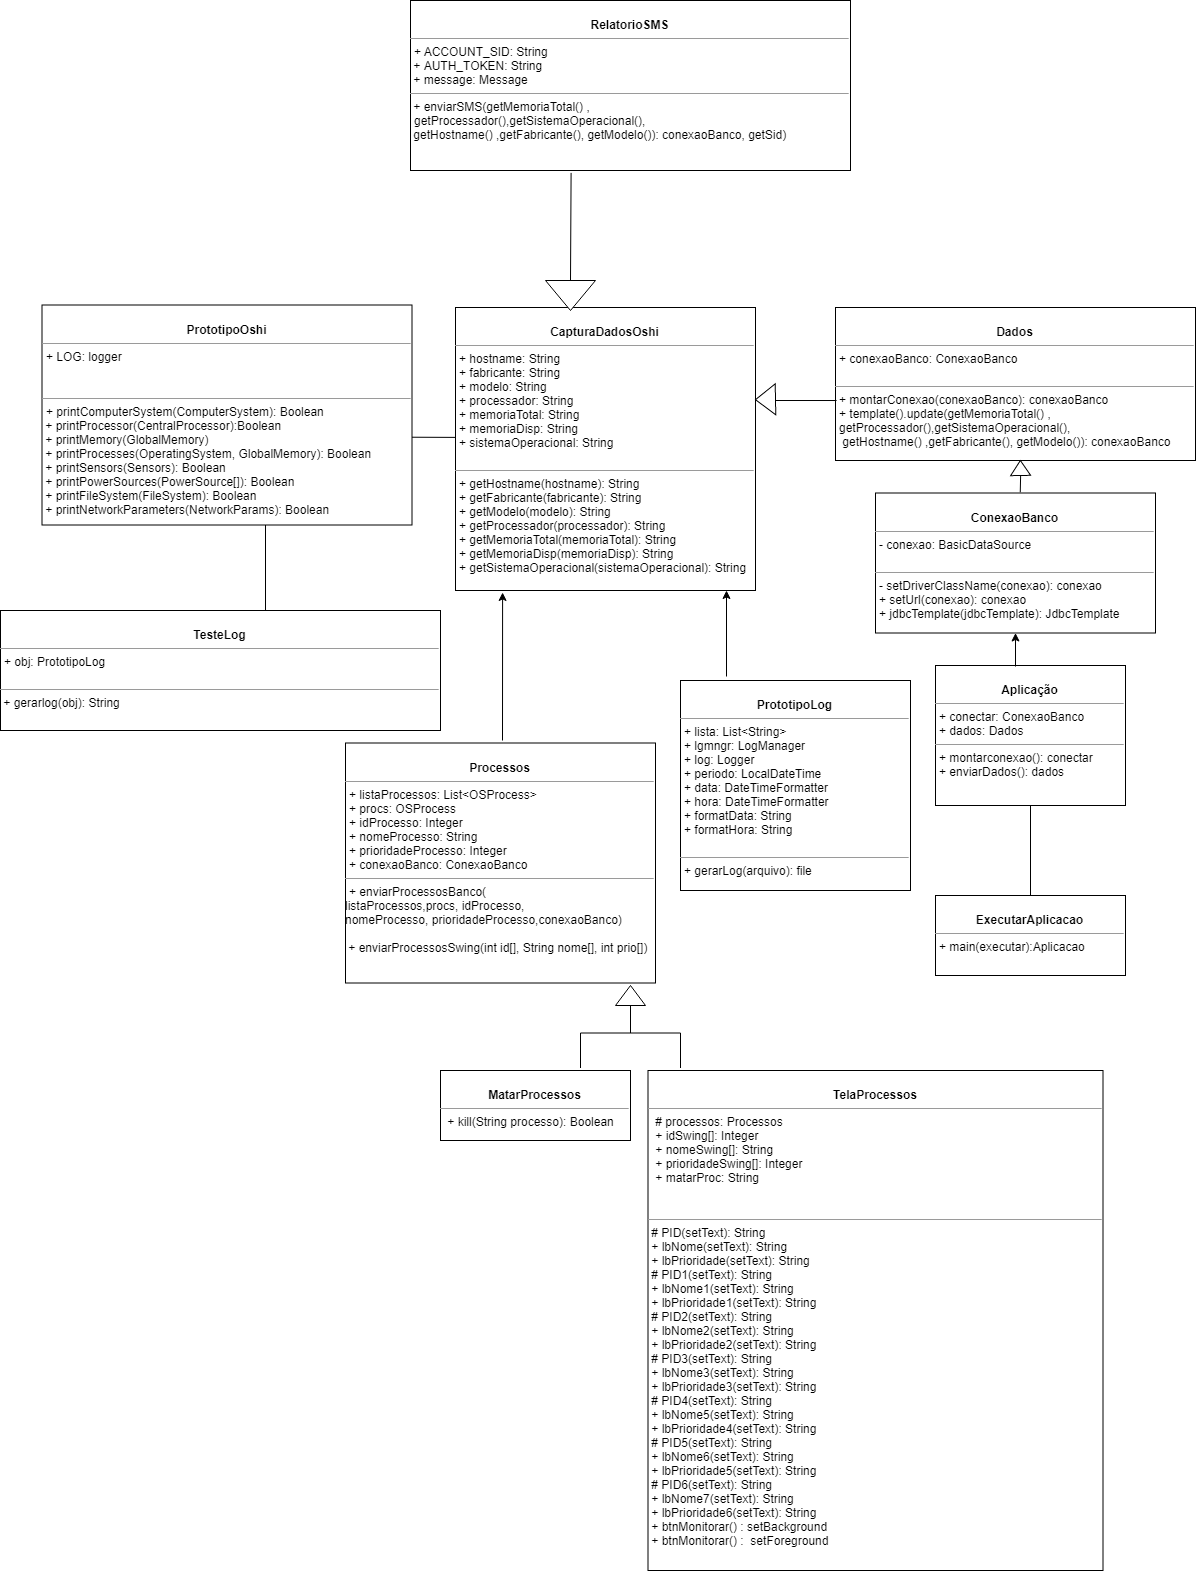 RelatorioSMS
+ ACCOUNT_SID: String
+ AUTH_TOKEN: String
+ message: Message
+ enviarSMS(getMemoriaTotal() ,
getProcessador(),getSistemaOperacional(),
getHostname() ,getFabricante(), getModelo()): conexaoBanco, getSid)
PrototipoOshi
+ LOG: logger
+ printComputerSystem(ComputerSystem): Boolean
+ printProcessor(CentralProcessor):Boolean
+ printMemory(GlobalMemory)
+ printProcesses(OperatingSystem, GlobalMemory): Boolean
+ printSensors(Sensors): Boolean
+ printPowerSources(PowerSource[]): Boolean
+ printFileSystem(FileSystem): Boolean
+ printNetworkParameters(NetworkParams): Boolean
CapturaDadosOshi
+ hostname: String
+ fabricante: String
+ modelo: String
+ processador: String
+ memoriaTotal: String
+ memoriaDisp: String
+ sistemaOperacional: String
+ getHostname(hostname): String
+ getFabricante(fabricante): String
+ getModelo(modelo): String
+ getProcessador(processador): String
+ getMemoriaTotal(memoriaTotal): String
+ getMemoriaDisp(memoriaDisp): String
+ getSistemaOperacional(sistemaOperacional): String
Dados
+ conexaoBanco: ConexaoBanco
+ montarConexao(conexaoBanco): conexaoBanco
+ template().update(getMemoriaTotal() ,
getProcessador(),getSistemaOperacional(),
getHostname() ,getFabricante(), getModelo()): conexaoBanco
ConexaoBanco
- conexao: BasicDataSource
- setDriverClassName(conexao): conexao
+ setUrl(conexao): conexao
+ jdbcTemplate(jdbcTemplate): JdbcTemplate
TesteLog
+ obj: PrototipoLog
+ gerarlog(obj): String
Aplicação
+ conectar: ConexaoBanco
+ dados: Dados
+ montarconexao(): conectar
+ enviarDados(): dados
PrototipoLog
+ lista: List<String>
+ lgmngr: LogManager
+ log: Logger
+ periodo: LocalDateTime
+ data: DateTimeFormatter
+ hora: DateTimeFormatter
+ formatData: String
+ formatHora: String
+ gerarLog(arquivo): file
Processos
+ listaProcessos: List<OSProcess>
+ procs: OSProcess
+ idProcesso: Integer
+ nomeProcesso: String
+ prioridadeProcesso: Integer
+ conexaoBanco: ConexaoBanco
+ enviarProcessosBanco(
listaProcessos,procs, idProcesso,
nomeProcesso, prioridadeProcesso,conexaoBanco)
+ enviarProcessosSwing(int id[], String nome[], int prio[])
ExecutarAplicacao
+ main(executar):Aplicacao
MatarProcessos
+ kill(String processo): Boolean
TelaProcessos
# processos: Processos
+ idSwing[]: Integer
+ nomeSwing[]: String
+ prioridadeSwing[]: Integer
+ matarProc: String
# PID(setText): String
+ lbNome(setText): String
+ lbPrioridade(setText): String
# PID1(setText): String
+ lbNome1(setText): String
+ lbPrioridade1(setText): String
# PID2(setText): String
+ lbNome2(setText): String
+ lbPrioridade2(setText): String
# PID3(setText): String
+ lbNome3(setText): String
+ lbPrioridade3(setText): String
# PID4(setText): String
+ lbNome5(setText): String
+ lbPrioridade4(setText): String
# PID5(setText): String
+ lbNome6(setText): String
+ lbPrioridade5(setText): String
# PID6(setText): String
+ lbNome7(setText): String
+ lbPrioridade6(setText): String
+ btnMonitorar() : setBackground
+ btnMonitorar() : setForeground